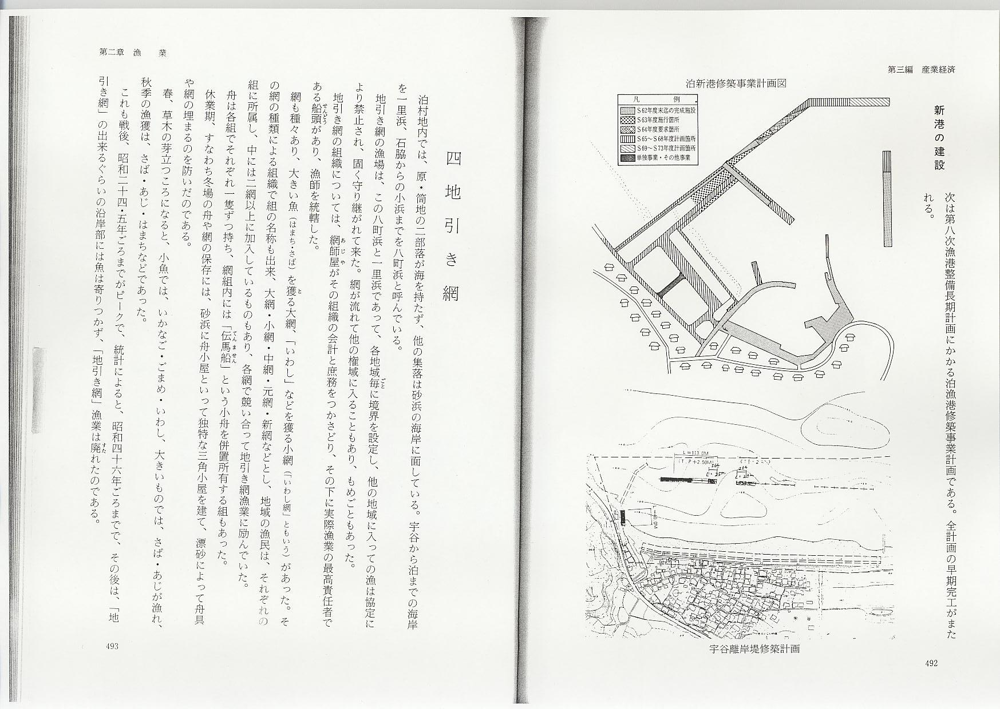 第三編　産業経済
新港の建設
次は第八次漁港整備長期計画にかかる泊漁港修築事業計画である。全計画の早期完工がまた
れる。
泊新港修築事業計画図
凡　例
S62年度末迄の完成施設
S63年度施行箇所
S64年度要求箇所
S65～S68年度計画箇所
S69～S73年度計画箇所
単独事業・その他事業
L=113.0M
(T.P+2.50M)
L=40.0M
宇谷離岸堤修築計画
492
第二章　漁　業
四　地引き網
泊村地内では、原・筒地の二部落が海を持たず、他の集落は砂浜の海岸に面している。宇谷から泊までの海岸
を一里浜、石脇からの小浜までを八町浜と呼んでいる。
地引き網の漁場は、この八町浜と一里浜であって、各地域毎に境界を設定し、他の地域に入っての漁は協定に
より禁止され、固く守り継がれて来た。網が流れて他の権域に入ることもあり、もめごともあった。
地引き網の組織については、網師屋がその組織の会計と庶務をつかさどり、その下に実際漁業の最高責任者で
ある船頭があり、漁師を統轄した。
網も種々あり、大きい魚（はまち・さば）を獲る大網、「いわし」などを獲る小網（「いわし網」ともいう）があった。そ
の網の種類による組織で組の名称も出来、大網・小網・中網・元網・新網などとし、地域の漁民は、それぞれの
組に所属し、中には二網以上に加入しているものもあり、各網で競い合って地引き網漁業に励んでいた。
舟は各組でそれぞれ一隻ずつ持ち、網組内には「伝馬船」という小舟を併置所有する組もあった。
休業期、すなわち冬場の舟や網の保存には、砂浜に舟小屋といって独特な三角小屋を建て、漂砂によって舟具
や網の埋まるのを防いだのである。
春、草木の芽立つころになると、小魚では、いかなご・ごまめ・いわし、大きいものでは、さば・あじが漁れ、
秋季の漁獲は、さば・あじ・はまちなどであった。
これも戦後、昭和二十四・五年ごろまでがピークで、統計によると、昭和四十六年ごろまでで、その後は、「地
引き網」の出来るぐらいの沿岸部には魚は寄りつかず、「地引き網」漁業は廃れたのである。
493